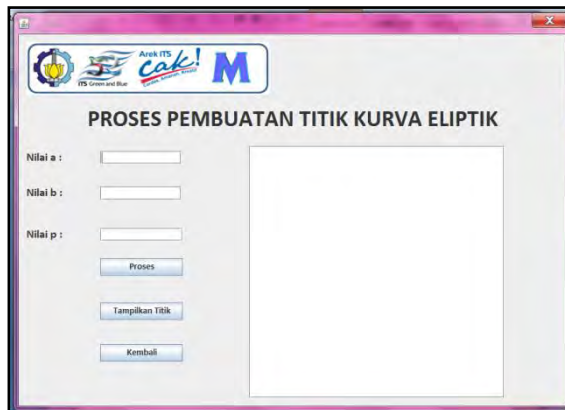 Arek ITS
cak!
ITS Green and Blue
M
PROSES PEMBUATAN TITIK KURVA ELIPTIK
Nilai a :
Nilai b :
Nilai p :
Proses
Tampilkan Titik
Kembali